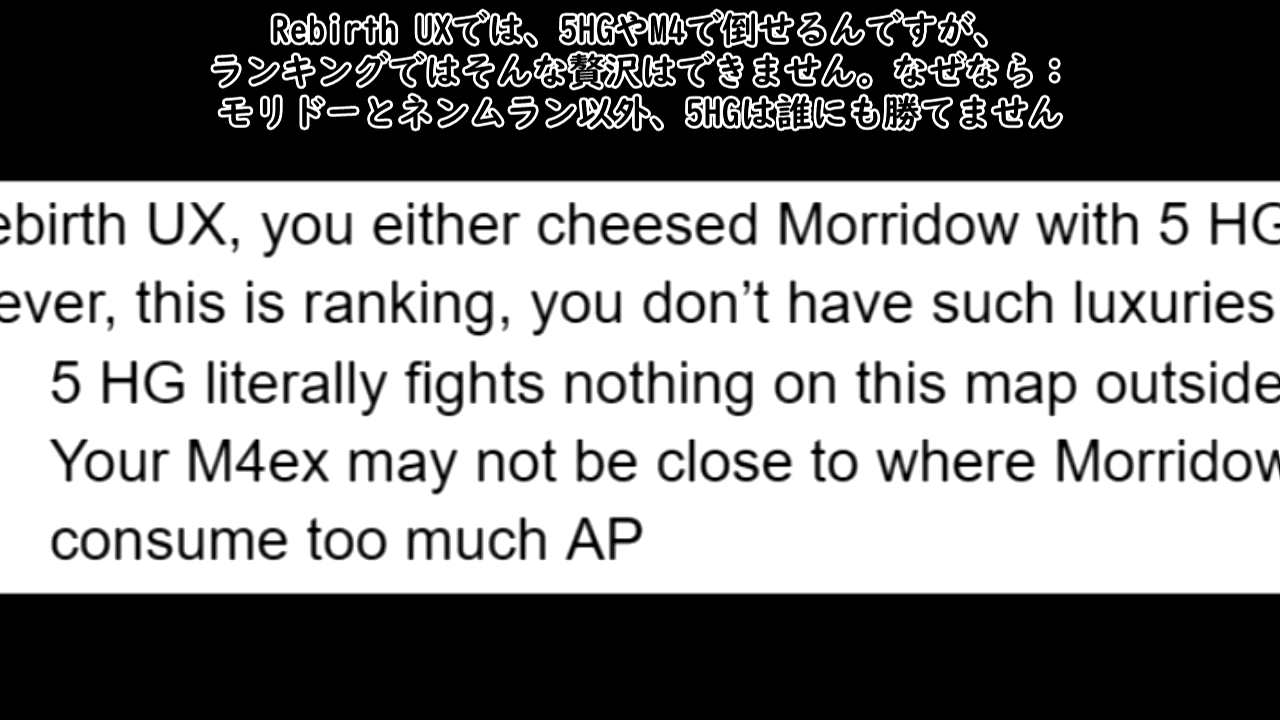 Rebirth UXでは、5HGやM4で倒せるんですが、
ランキングではそんな贅沢はできません。なぜなら：
モリドーとネンムラン以外、5HGは誰にも勝てません
ebirth UX, you either cheesed Morridow with 5 HG
ever, this is ranking, you don’t have such luxuries
5 HG literally fights nothing on this map outside
Your M4ex may not be close to where Morridow
consume too much AP